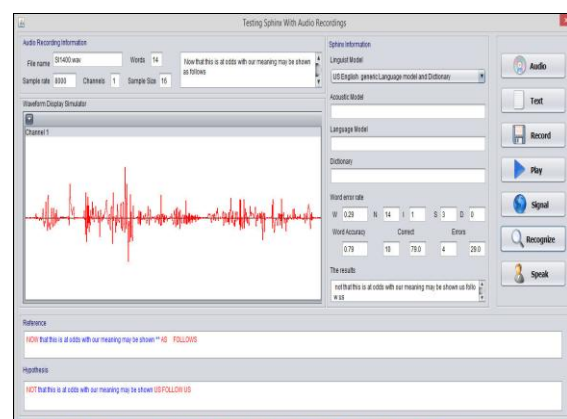 Testing Sphinx With Audio Recordings
Audio Recording Information
File name SI1400.wav Words 14
Now that this is at odds with our meaning may be shown
as follows
Sample rate 8000 Channels 1 Sample Size 16
Waveform Display Simulator
Channel 1
Sphinx Information
Linguist Model
US English generic Language model and Dictionary
Acoustic Model
Language Model
Dictionary
Word error rate
W 0.29 N 14 I 1 S 3 D 0
Word Accuracy Correct Errors
0.79 10 79.0 4 29.0
The results
not that this is at odds with our meaning may be shown us follo
w us
Audio
Text
Record
Play
Signal
Recognize
Speak
Reference
NOW that this is at odds with our meaning may be shown ** AS FOLLOWS
Hypothesis
NOT that this is at odds with our meaning may be shown US FOLLOW US